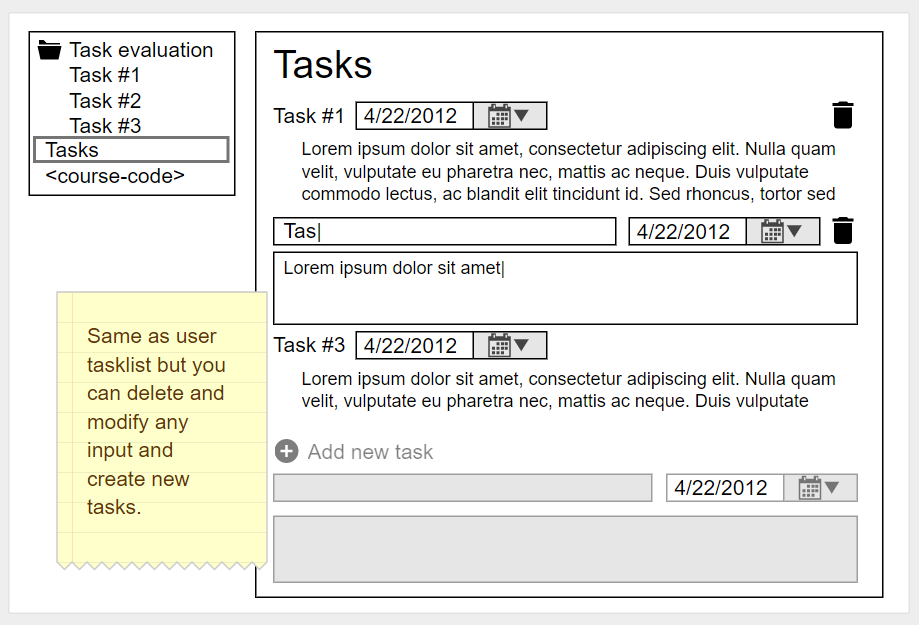 Task evaluation
Task #1
Task #2
Task #3
Tasks
<course-code>
Tasks
Task #1 4/22/2012
Lorem ipsum dolor sit amet, consectetur adipiscing elit. Nulla quam
velit, vulputate eu pharetra nec, mattis ac neque. Duis vulputate
commodo lectus, ac blandit elit tincidunt id. Sed rhoncus, tortor sed
Tas| 4/22/2012
Lorem ipsum dolor sit amet|
Task #3 4/22/2012
Lorem ipsum dolor sit amet, consectetur adipiscing elit. Nulla quam
velit, vulputate eu pharetra nec, mattis ac neque. Duis vulputate
Add new task
4/22/2012
Same as user
tasklist but you
can delete and
modify any
input and
create new
tasks.